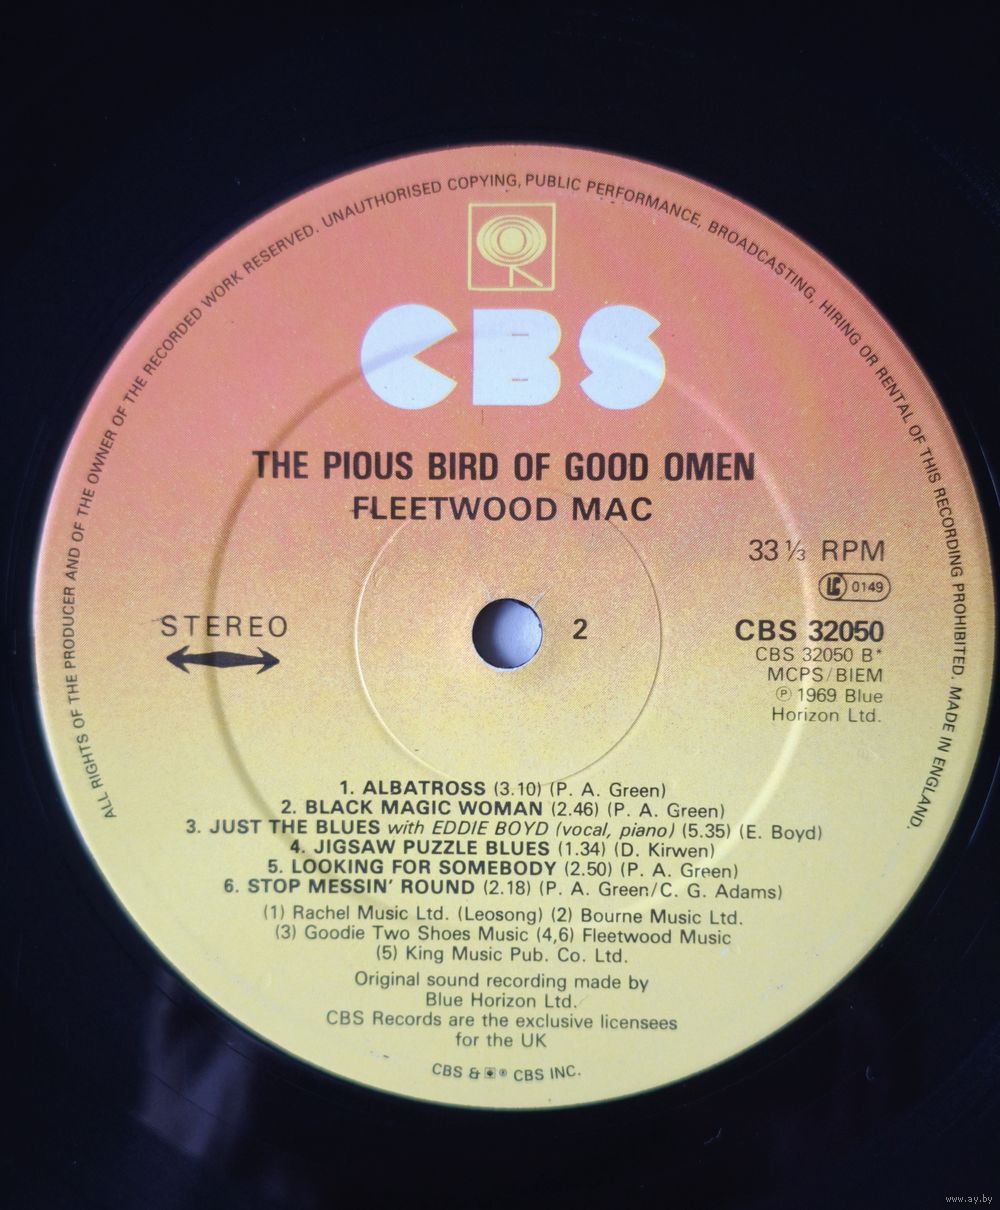 ALL RIGHTS OF THE PRODUCER AND OF THE OWNER OF THE RECORDED WORK RESERVED. UNAUTHORISED COPYING, PUBLIC PERFORMANCE, BROADCASTING, HIRING OR RENTAL OF THIS RECORDING PROHIBITED. MADE IN ENGLAND.
CBS
THE PIOUS BIRD OF GOOD OMEN
FLEETWOOD MAC
33⅓ RPM
LC 0149
STEREO
2
CBS 32050
CBS 32050 B*
MCPS/BIEM
℗ 1969 Blue
Horizon Ltd.
1. ALBATROSS (3.10) (P. A. Green)
2. BLACK MAGIC WOMAN (2.46) (P. A. Green)
3. JUST THE BLUES with EDDIE BOYD (vocal, piano) (5.35) (E. Boyd)
4. JIGSAW PUZZLE BLUES (1.34) (D. Kirwen)
5. LOOKING FOR SOMEBODY (2.50) (P. A. Green)
6. STOP MESSIN' ROUND (2.18) (P. A. Green/C. G. Adams)
(1) Rachel Music Ltd. (Leosong) (2) Bourne Music Ltd.
(3) Goodie Two Shoes Music (4,6) Fleetwood Music
(5) King Music Pub. Co. Ltd.
Original sound recording made by
Blue Horizon Ltd.
CBS Records are the exclusive licensees
for the UK
CBS & ® CBS INC.
www.ay.by